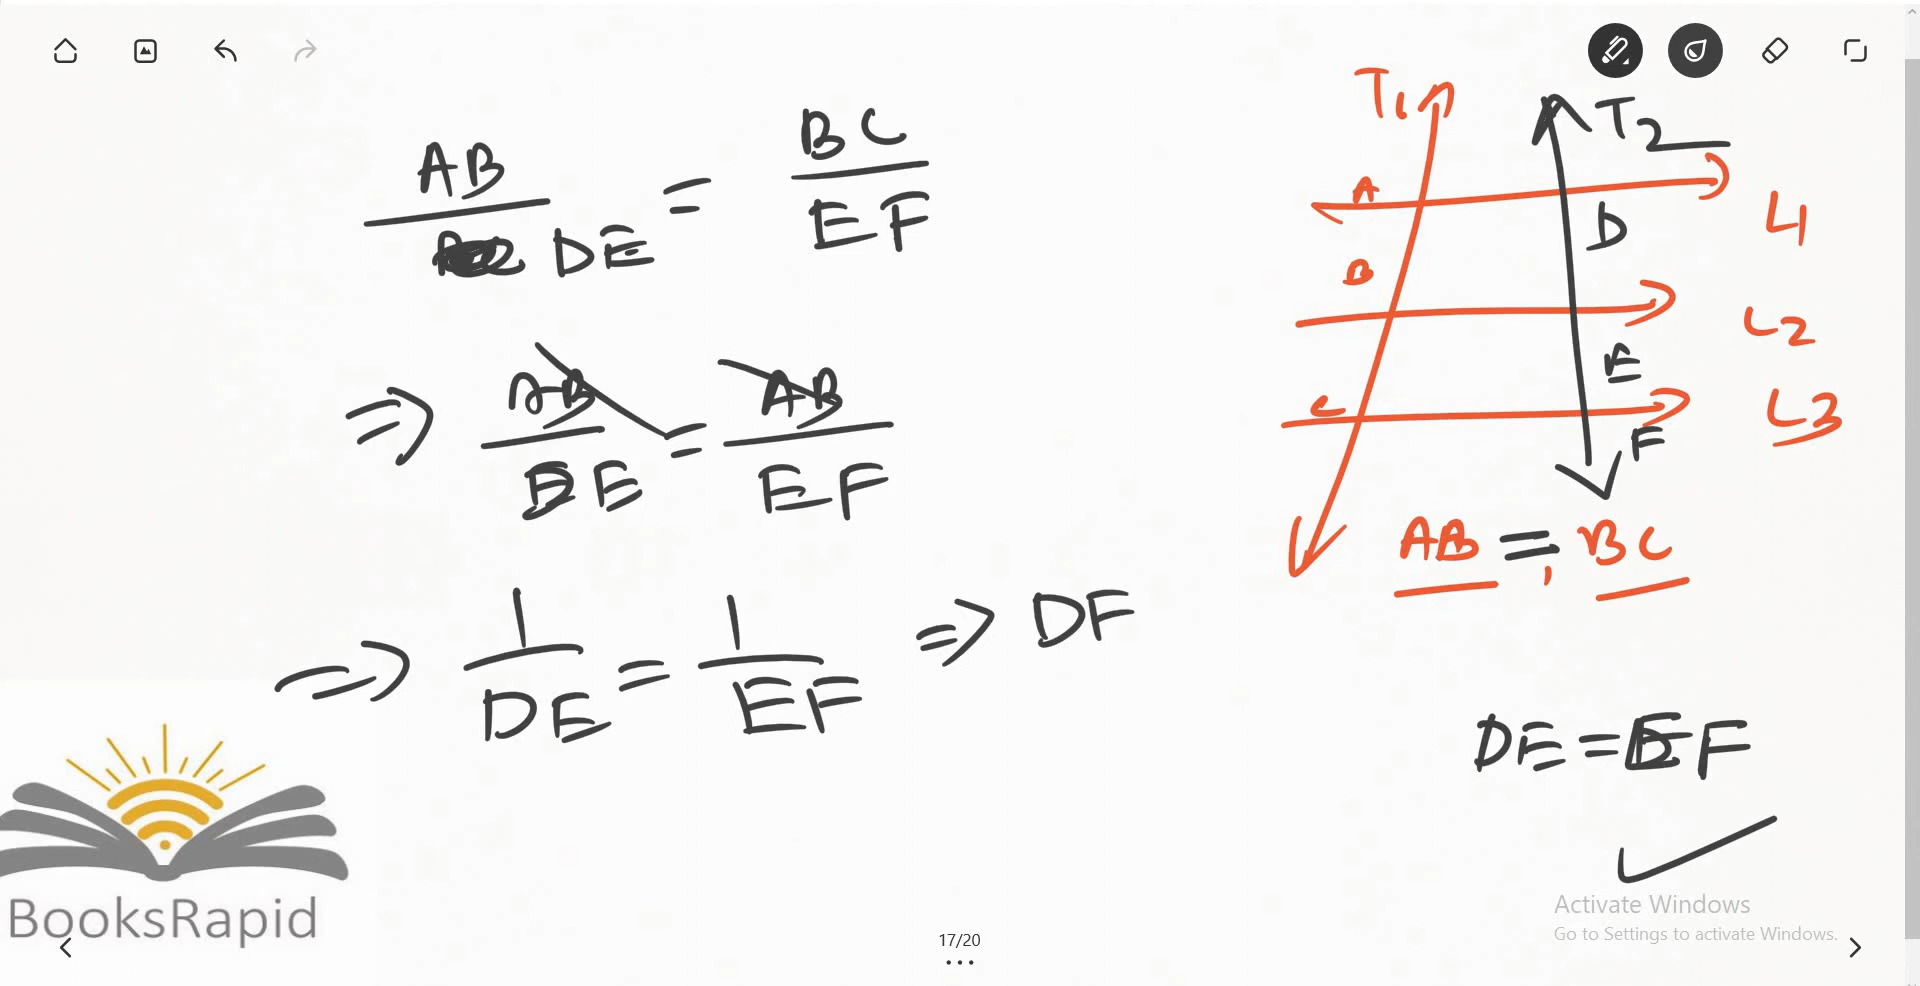 AB/DE = BC/EF
⇒ AB/DE = AB/EF
⇒ 1/DE = 1/EF ⇒ DF
T1
T2
A
D
L1
B
L2
E
C
L3
F
AB = BC
DE = EF
BooksRapid
17/20
Activate Windows
Go to Settings to activate Windows.